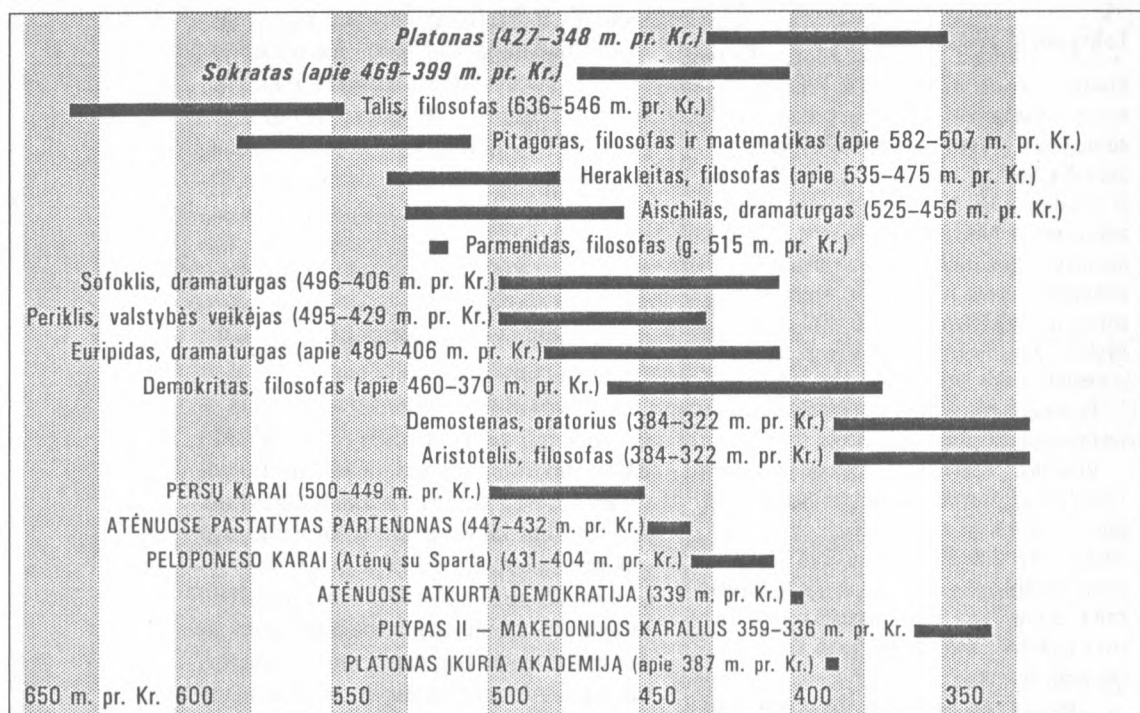 Platonas (427–348 m. pr. Kr.)
Sokratas (apie 469–399 m. pr. Kr.)
Talis, filosofas (636–546 m. pr. Kr.)
Pitagoras, filosofas ir matematikas (apie 582–507 m. pr. Kr.)
Herakleitas, filosofas (apie 535–475 m. pr. Kr.)
Aischilas, dramaturgas (525–456 m. pr. Kr.)
Parmenidas, filosofas (g. 515 m. pr. Kr.)
Sofoklis, dramaturgas (496–406 m. pr. Kr.)
Periklis, valstybės veikėjas (495–429 m. pr. Kr.)
Euripidas, dramaturgas (apie 480–406 m. pr. Kr.)
Demokritas, filosofas (apie 460–370 m. pr. Kr.)
Demostenas, oratorius (384–322 m. pr. Kr.)
Aristotelis, filosofas (384–322 m. pr. Kr.)
PERSŲ KARAI (500–449 m. pr. Kr.)
ATĖNUOSE PASTATYTAS PARTENONAS (447–432 m. pr. Kr.)
PELOPONESO KARAI (Atėnų su Sparta) (431–404 m. pr. Kr.)
ATĖNUOSE ATKURTA DEMOKRATIJA (339 m. pr. Kr.)
PILYPAS II – MAKEDONIJOS KARALIUS 359–336 m. pr. Kr.
PLATONAS ĮKURIA AKADEMIJĄ (apie 387 m. pr. Kr.)
650 m. pr. Kr. 600 550 500 450 400 350